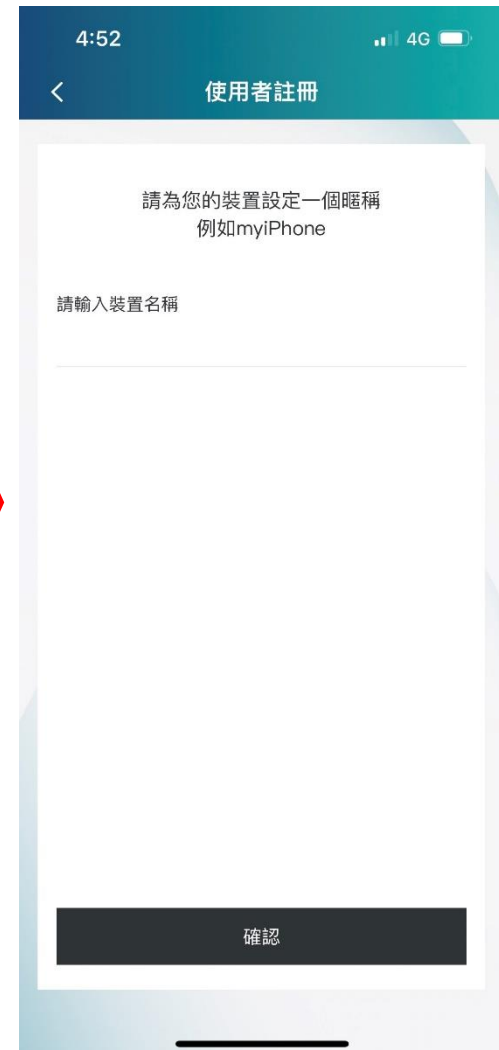 4:52 4G
使用者註冊
請為您的裝置設定一個暱稱
例如myiPhone
請輸入裝置名稱
確認